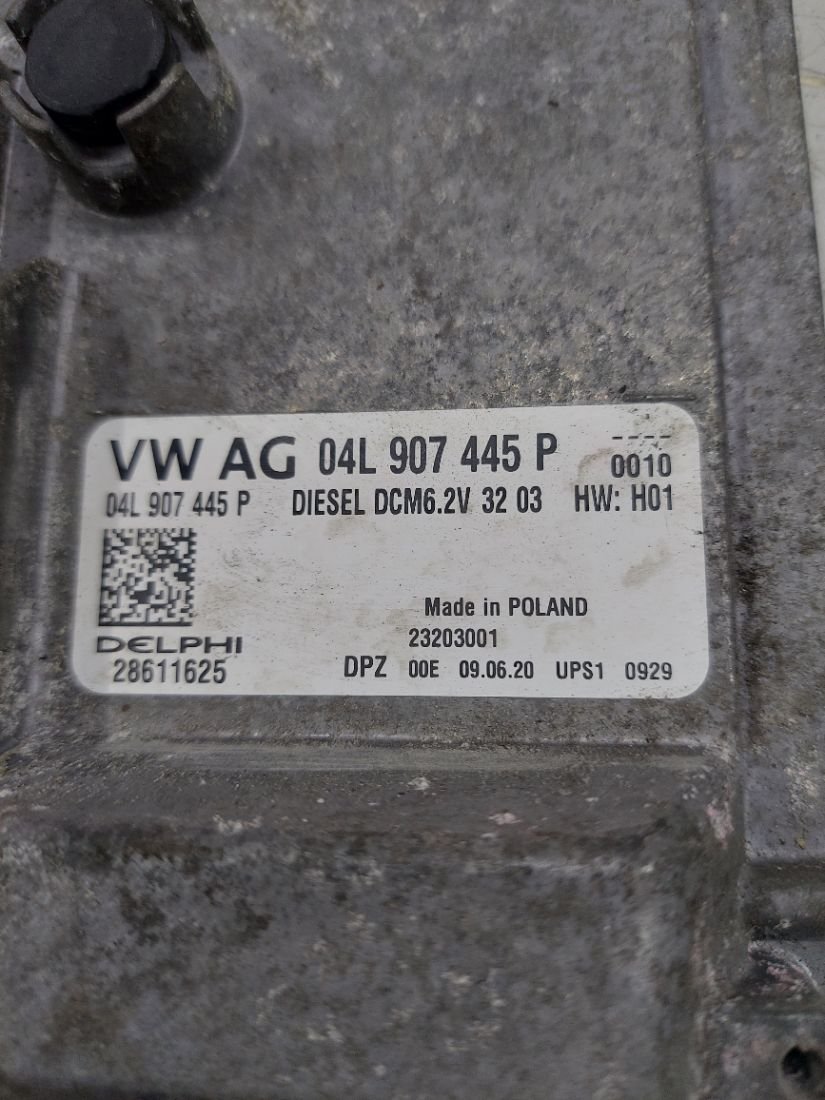 VW AG 04L 907 445 P ----
0010
04L 907 445 P DIESEL DCM6.2V 32 03 HW: H01
Made in POLAND
DELPHI 23203001
28611625 DPZ 00E 09.06.20 UPS1 0929